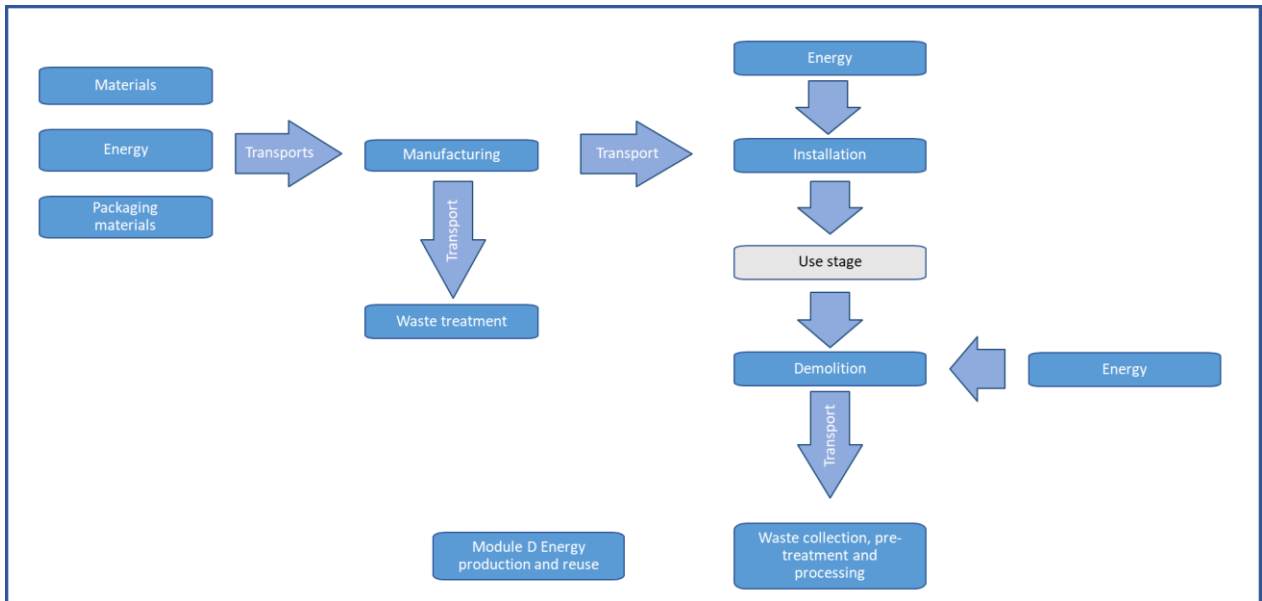 Materials
Energy
Packaging
materials
Transports
Manufacturing
Transport
Waste treatment
Transport
Energy
Installation
Use stage
Demolition
Energy
Transport
Waste collection, pre-
treatment and
processing
Module D Energy
production and reuse